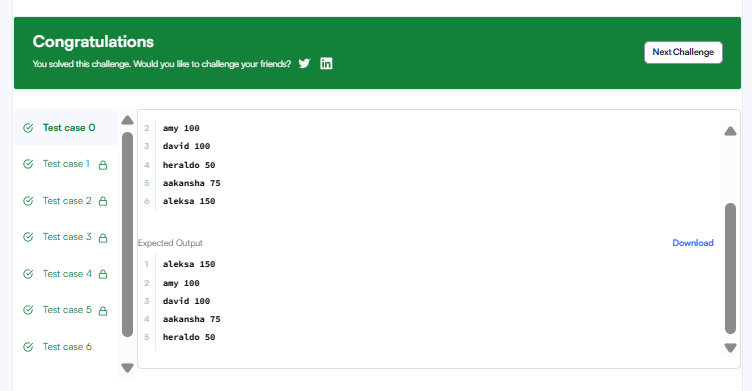 Congratulations
You solved this challenge. Would you like to challenge your friends?
Next Challenge
Test case 0
Test case 1
Test case 2
Test case 3
Test case 4
Test case 5
Test case 6
2 amy 100
3 david 100
4 heraldo 50
5 aakansha 75
6 aleksa 150
Expected Output
Download
1 aleksa 150
2 amy 100
3 david 100
4 aakansha 75
5 heraldo 50